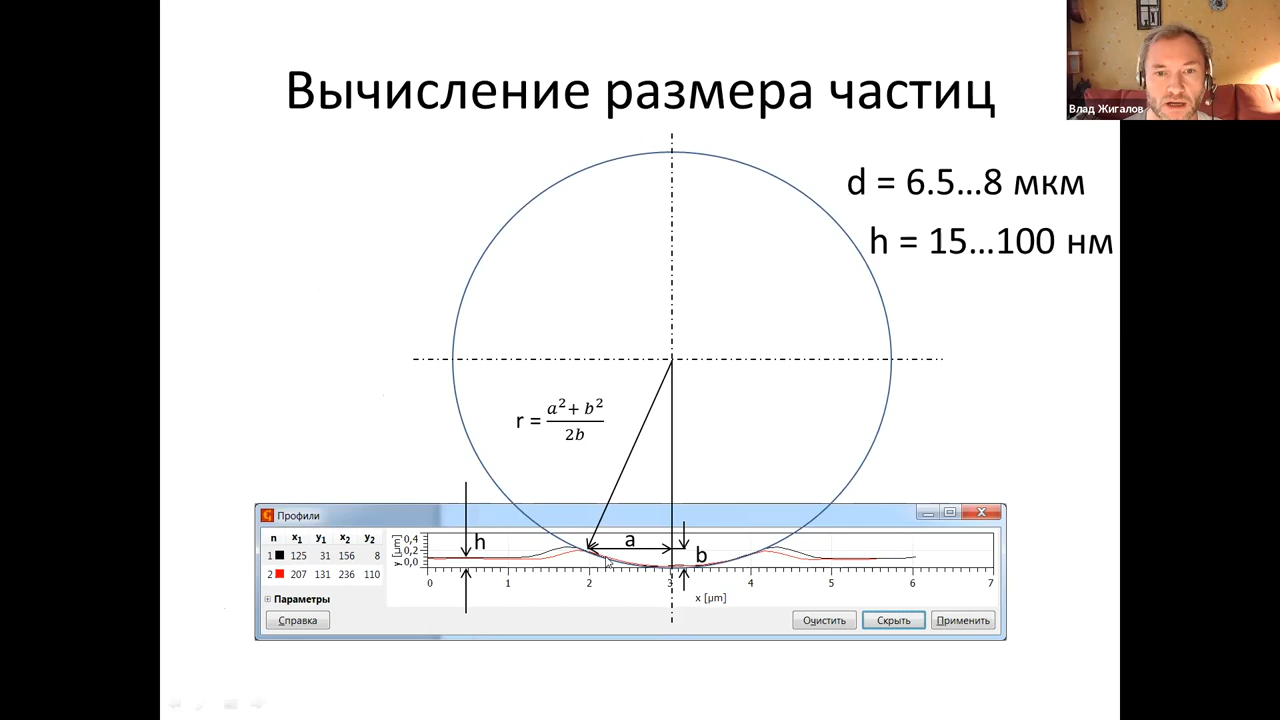 Вычисление размера частиц
Влад Жигалов
d = 6.5...8 мкм
h = 15...100 нм
r = a² + b² / 2b
Профили
n x₁ y₁ x₂ y₂
1 125 31 156 8
2 207 131 236 110
Параметры
Справка
h
a
b
y [µm]
0,4
0,2
0,0
0 1 2 3 4 5 6 7
x [µm]
Очистить Скрыть Применить